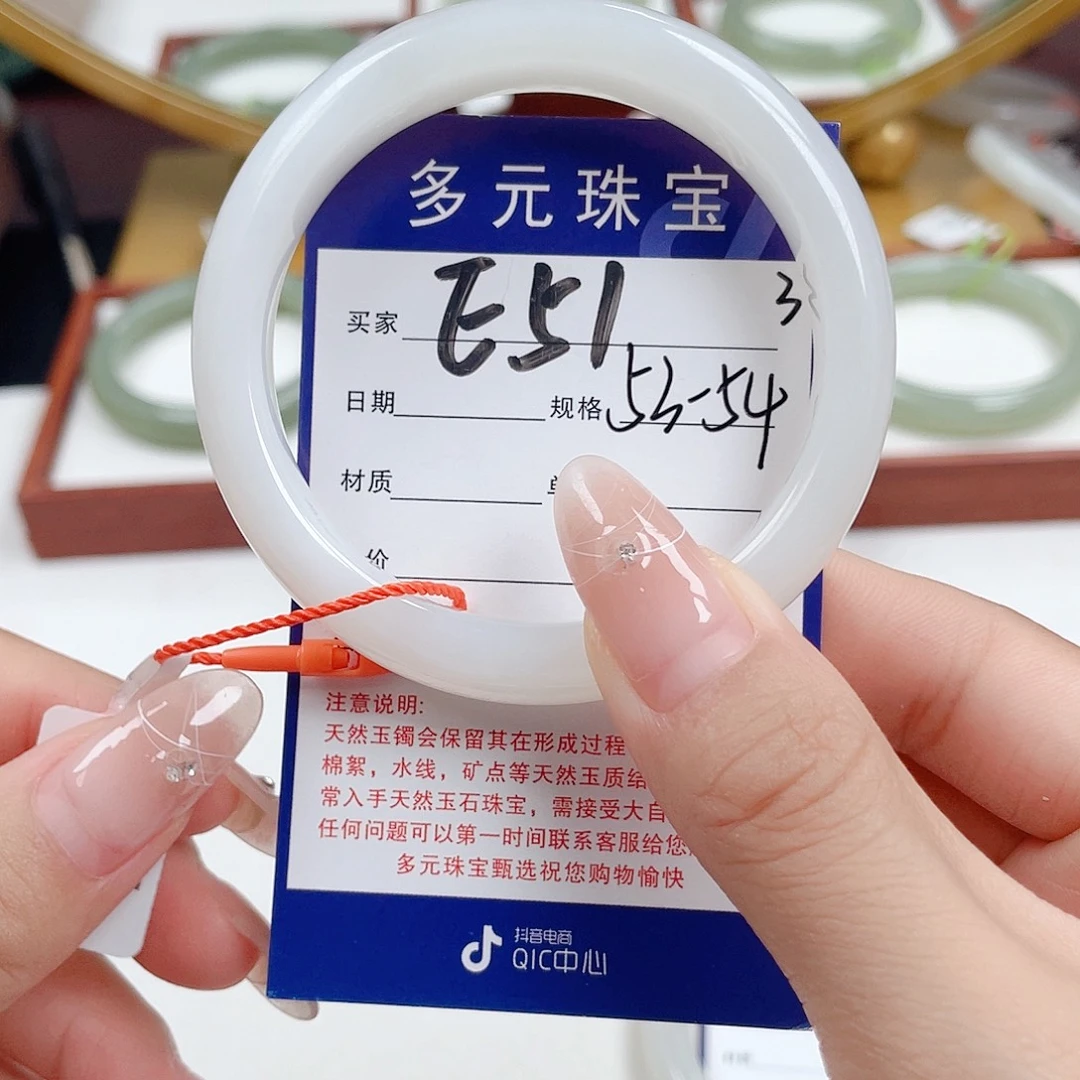 多元珠宝
买家 E51 3
日期 规格 53-54
材质
价
注意说明:
天然玉镯会保留其在形成过程
棉絮，水线，矿点等天然玉质结
常入手天然玉石珠宝，需接受大自
任何问题可以第一时间联系客服给您
多元珠宝甄选祝您购物愉快
抖音电商
QIC中心